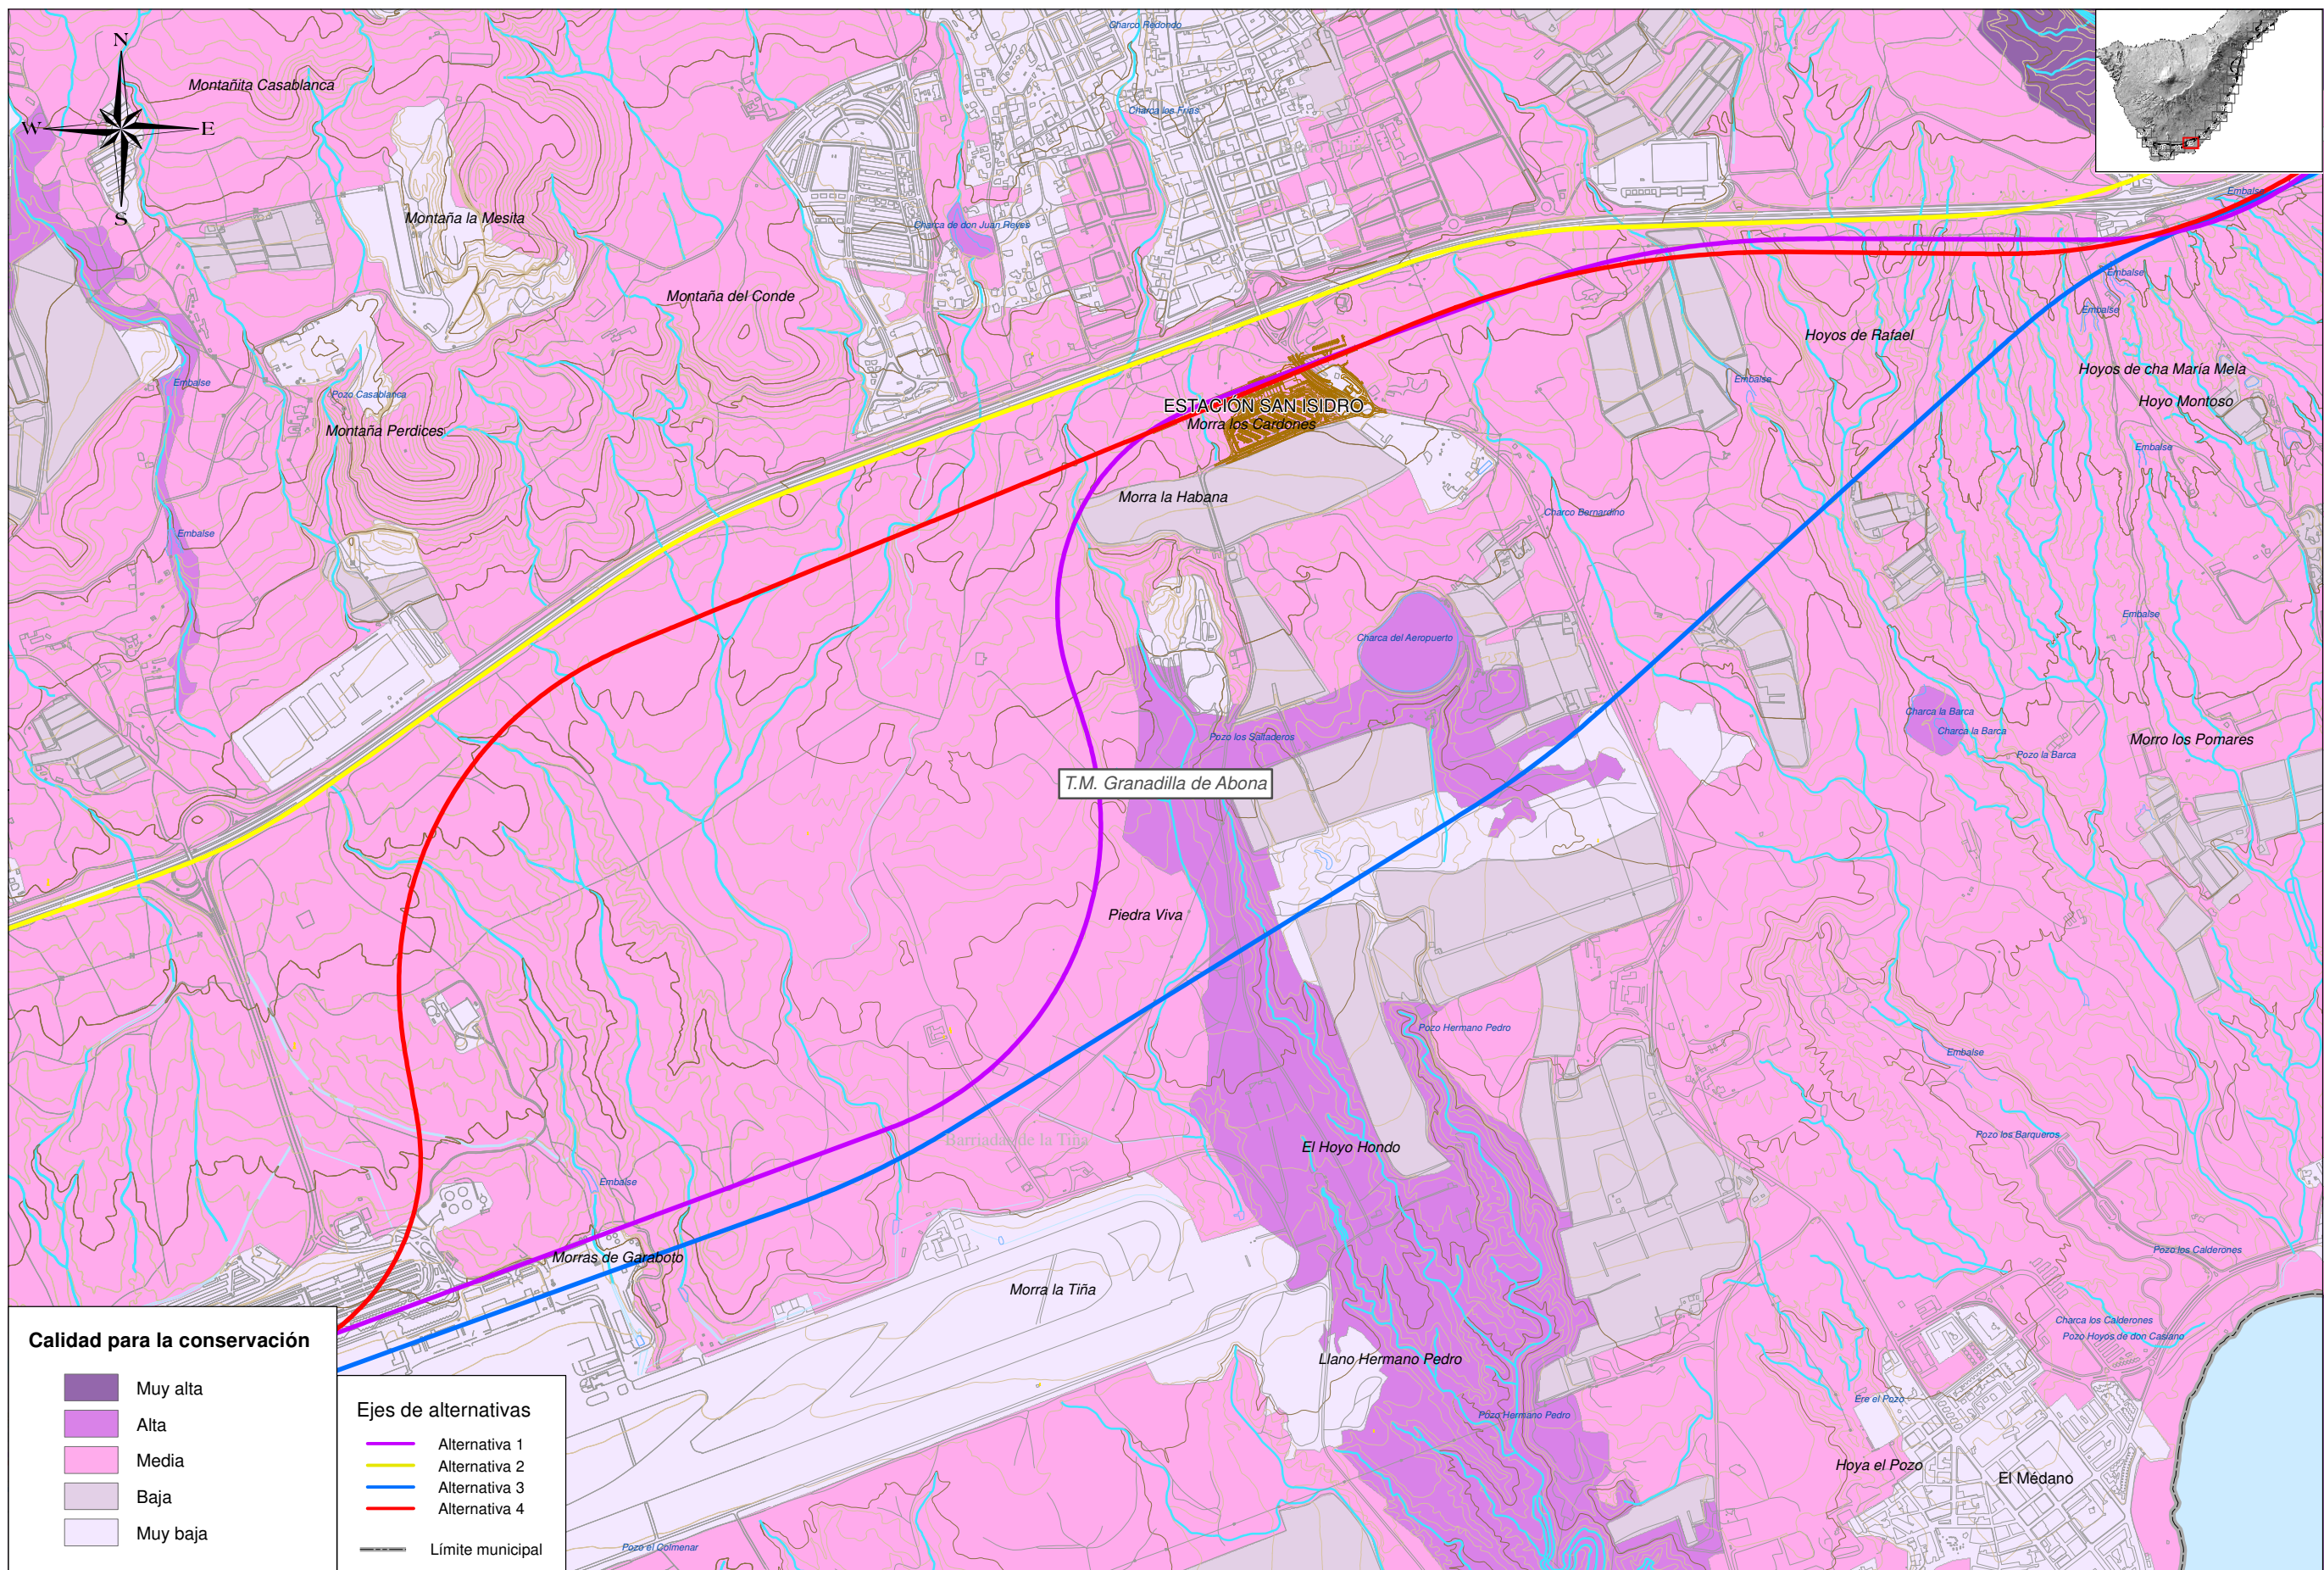 Charco Redondo
N
Montañita Casablanca
Charca los Frías
W
E
S
Montaña la Mesita
Embalse
Charca de don Juan Reyes
Embalse
Montaña del Conde
Embalse
Hoyos de Rafael
Hoyos de cha María Mela
Embalse
Embalse
Pozo Casablanca
Hoyo Montoso
ESTACIÓN SAN ISIDRO
Morra los Cardones
Montaña Perdices
Embalse
Morra la Habana
Charco Bernardino
Embalse
Embalse
Charca del Aeropuerto
Charca la Barca
Charca la Barca
Pozo los Saltaderos
Morro los Pomares
Pozo la Barca
T.M. Granadilla de Abona
Piedra Viva
Pozo Hermano Pedro
Embalse
Barriadas de la Tiña
Pozo los Barqueros
El Hoyo Hondo
Embalse
Morras de Garaboto
Pozo los Calderones
Morra la Tiña
Charca los Calderones
Pozo Hoyos de don Casiano
Llano Hermano Pedro
Ere el Pozo
Pozo Hermano Pedro
Hoya el Pozo
El Médano
Pozo el Colmenar
Calidad para la conservación
Muy alta
Alta
Media
Baja
Muy baja
Ejes de alternativas
Alternativa 1
Alternativa 2
Alternativa 3
Alternativa 4
Límite municipal